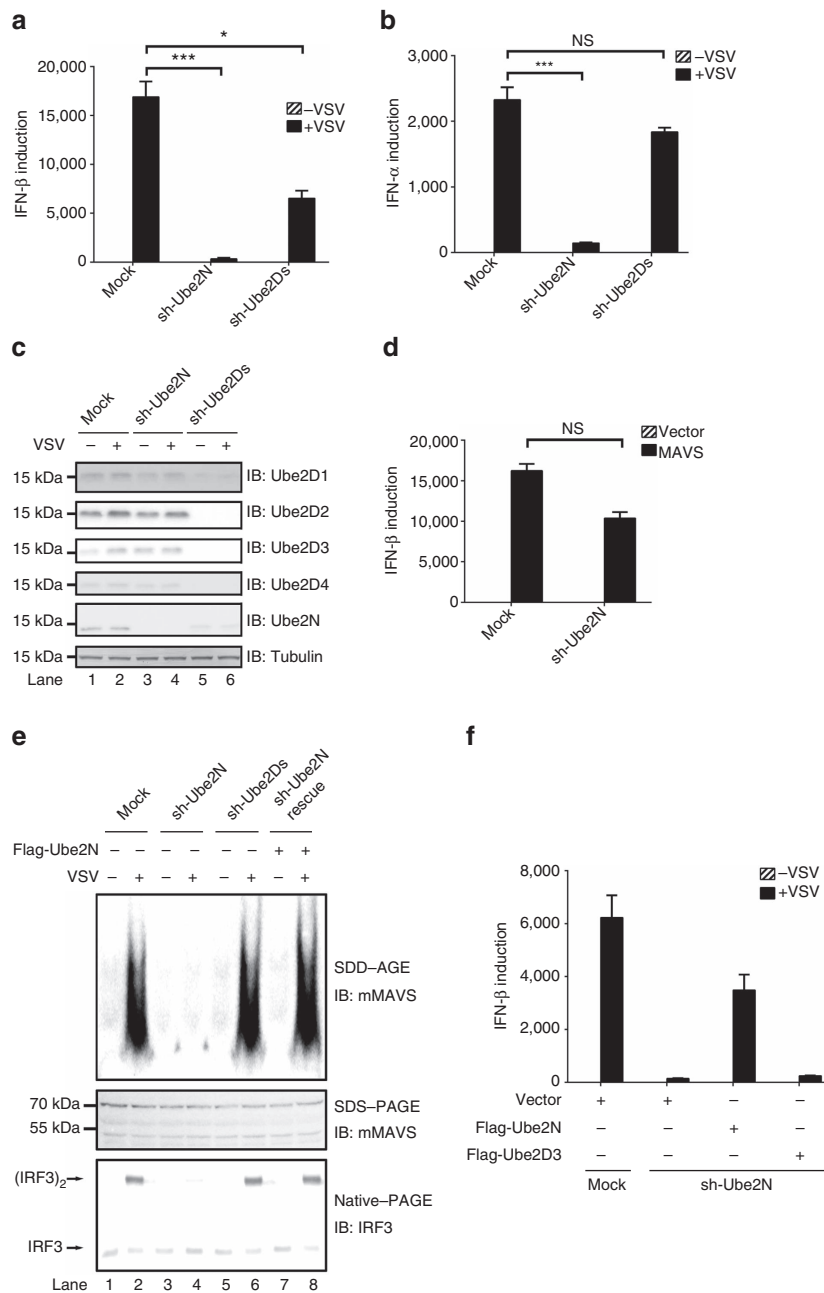 a
*
***
20,000
15,000
10,000
5,000
0
IFN-β induction
–VSV
+VSV
Mock
sh-Ube2N
sh-Ube2Ds
b
NS
***
3,000
2,000
1,000
0
IFN-α induction
–VSV
+VSV
Mock
sh-Ube2N
sh-Ube2Ds
c
Mock
sh-Ube2N
sh-Ube2Ds
VSV – + – + – +
15 kDa IB: Ube2D1
15 kDa IB: Ube2D2
15 kDa IB: Ube2D3
15 kDa IB: Ube2D4
15 kDa IB: Ube2N
15 kDa IB: Tubulin
Lane 1 2 3 4 5 6
d
NS
20,000
15,000
10,000
5,000
0
IFN-β induction
Vector
MAVS
Mock
sh-Ube2N
e
Mock
sh-Ube2N
sh-Ube2Ds
sh-Ube2N
rescue
Flag-Ube2N – – – – – – + +
VSV – + – + – + – +
SDD–AGE
IB: mMAVS
70 kDa
55 kDa
SDS–PAGE
IB: mMAVS
(IRF3)2
IRF3
Native–PAGE
IB: IRF3
Lane 1 2 3 4 5 6 7 8
f
8,000
6,000
4,000
2,000
0
IFN-β induction
–VSV
+VSV
Vector + + – –
Flag-Ube2N – – + –
Flag-Ube2D3 – – – +
Mock
sh-Ube2N